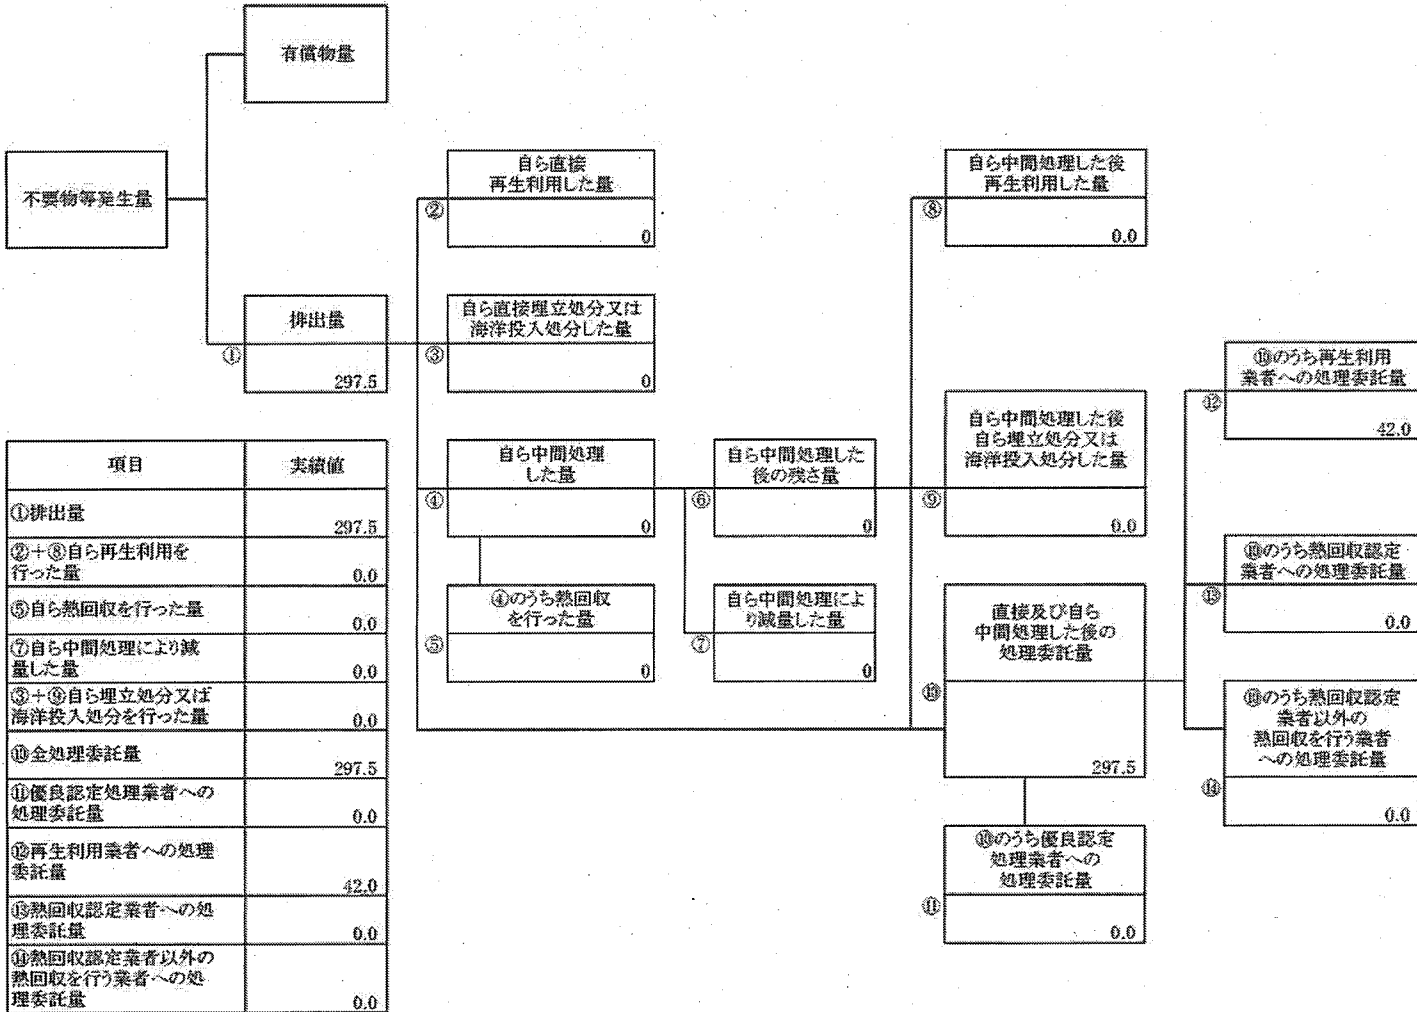 有償物量
不要物等発生量
排出量
①
297.5
自ら直接
再生利用した量
②
0
自ら直接埋立処分又は
海洋投入処分した量
③
0
自ら中間処理
した量
④
0
④のうち熱回収
を行った量
⑤
0
自ら中間処理した
後の残さ量
⑥
0
自ら中間処理によ
り減量した量
⑦
0
自ら中間処理した後
再生利用した量
⑧
0.0
自ら中間処理した後
自ら埋立処分又は
海洋投入処分した量
⑨
0.0
直接及び自ら
中間処理した後の
処理委託量
⑩
297.5
⑩のうち優良認定
処理業者への
処理委託量
⑪
0.0
⑩のうち再生利用
業者への処理委託量
⑫
42.0
⑩のうち熱回収認定
業者への処理委託量
⑬
0.0
⑩のうち熱回収認定
業者以外の
熱回収を行う業者
への処理委託量
⑭
0.0
項目 実績値
①排出量 297.5
②+⑧自ら再生利用を
行った量 0.0
⑤自ら熱回収を行った量 0.0
⑦自ら中間処理により減
量した量 0.0
③+⑨自ら埋立処分又は
海洋投入処分を行った量 0.0
⑩全処理委託量 297.5
⑪優良認定処理業者への
処理委託量 0.0
⑫再生利用業者への処理
委託量 42.0
⑬熱回収認定業者への処
理委託量 0.0
⑭熱回収認定業者以外の
熱回収を行う業者への処
理委託量 0.0